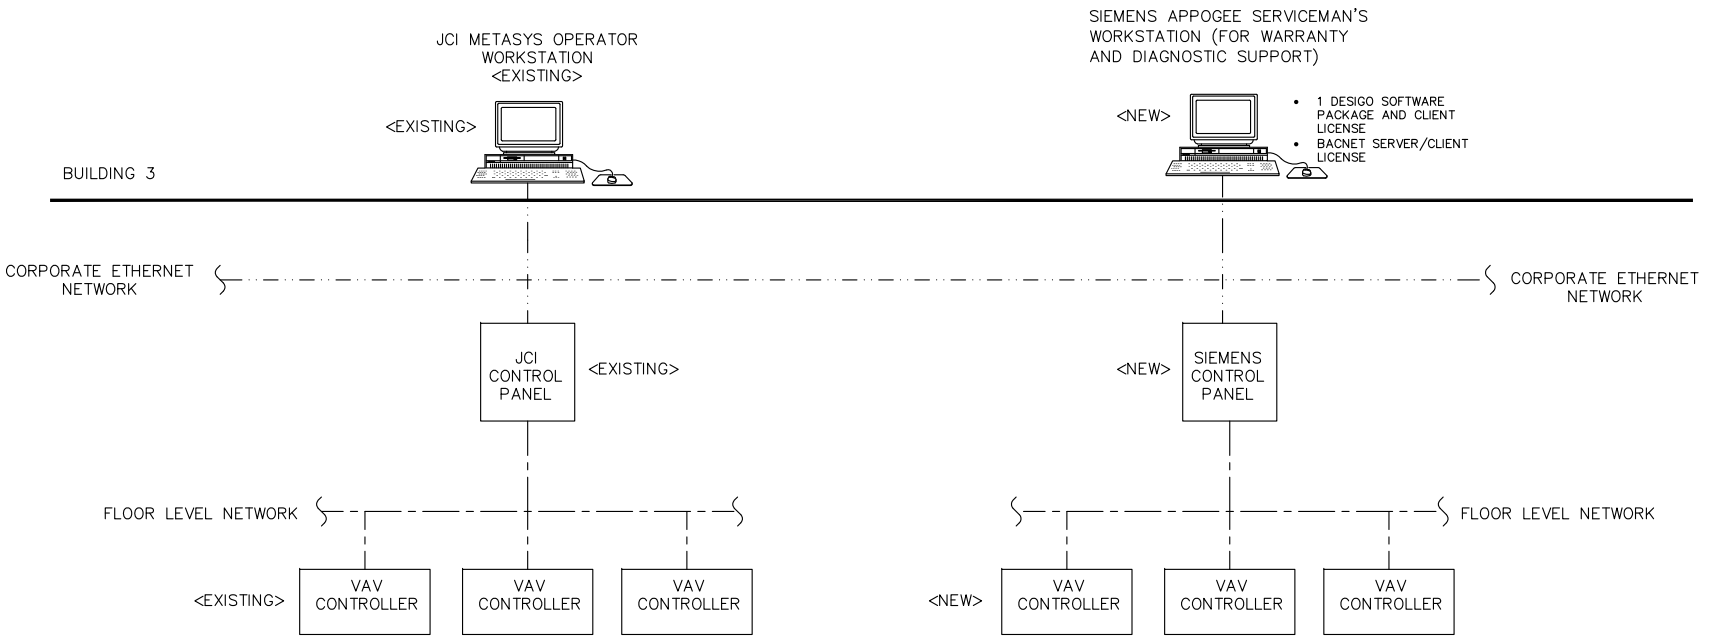 SIEMENS APPOGEE SERVICEMAN'S
WORKSTATION (FOR WARRANTY
AND DIAGNOSTIC SUPPORT)
JCI METASYS OPERATOR
WORKSTATION
<EXISTING>
<EXISTING>
<NEW>
• 1 DESIGO SOFTWARE
PACKAGE AND CLIENT
LICENSE
• BACNET SERVER/CLIENT
LICENSE
BUILDING 3
CORPORATE ETHERNET
NETWORK
CORPORATE ETHERNET
NETWORK
JCI
CONTROL
PANEL
<EXISTING>
<NEW>
SIEMENS
CONTROL
PANEL
FLOOR LEVEL NETWORK
FLOOR LEVEL NETWORK
<EXISTING>
VAV
CONTROLLER
VAV
CONTROLLER
VAV
CONTROLLER
<NEW>
VAV
CONTROLLER
VAV
CONTROLLER
VAV
CONTROLLER